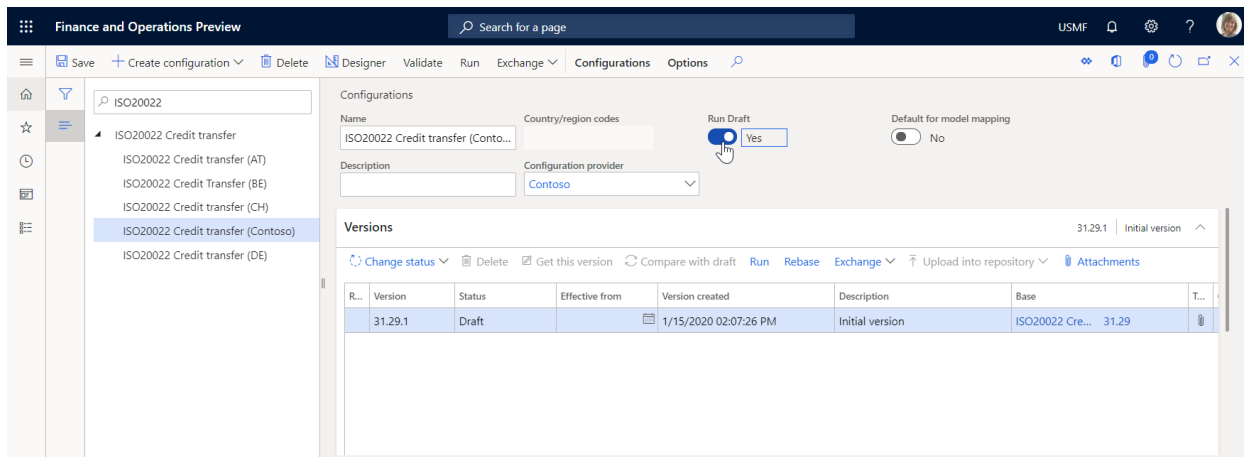 Finance and Operations Preview Search for a page USMF ?
Save Create configuration Delete Designer Validate Run Exchange Configurations Options 0
ISO20022
ISO20022 Credit transfer
ISO20022 Credit transfer (AT)
ISO20022 Credit Transfer (BE)
ISO20022 Credit transfer (CH)
ISO20022 Credit transfer (Contoso)
ISO20022 Credit transfer (DE)
Configurations
Name Country/region codes Run Draft Default for model mapping
ISO20022 Credit transfer (Conto... Yes No
Description Configuration provider
Contoso
Versions 31.29.1 Initial version
Change status Delete Get this version Compare with draft Run Rebase Exchange Upload into repository Attachments
R... Version Status Effective from Version created Description Base T...
31.29.1 Draft 1/15/2020 02:07:26 PM Initial version ISO20022 Cre... 31.29